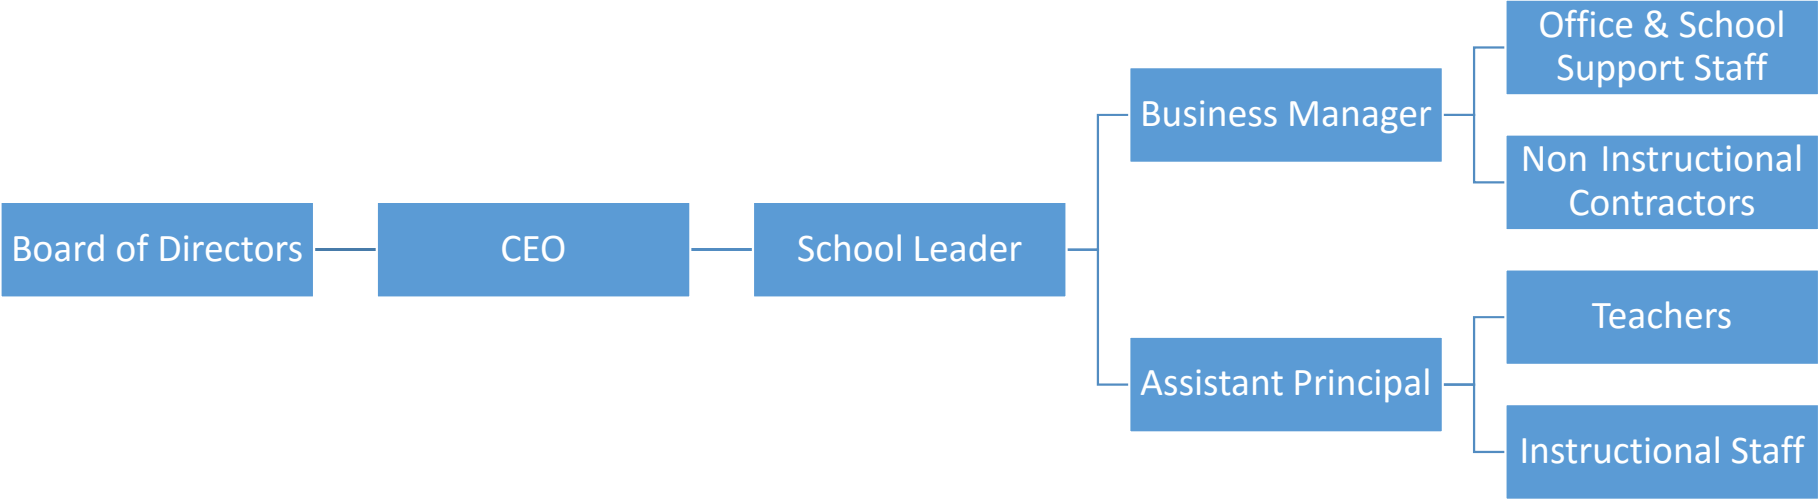 Board of Directors
CEO
School Leader
Business Manager
Office & School
Support Staff
Non Instructional
Contractors
Assistant Principal
Teachers
Instructional Staff